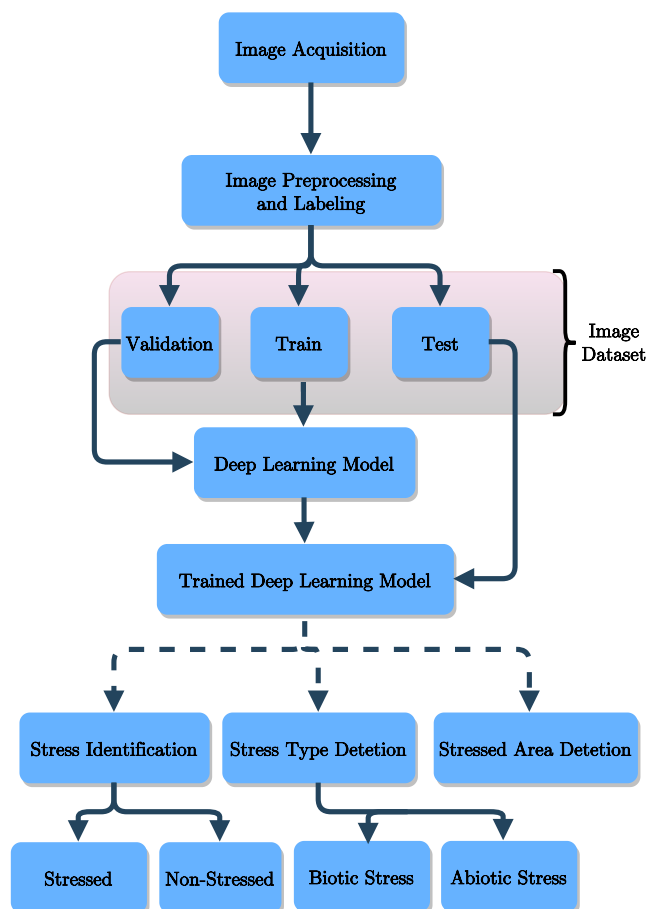 Image Acquisition
Image Preprocessing
and Labeling
Validation
Train
Test
Image
Dataset
Deep Learning Model
Trained Deep Learning Model
Stress Identification
Stress Type Detetion
Stressed Area Detetion
Stressed
Non-Stressed
Biotic Stress
Abiotic Stress